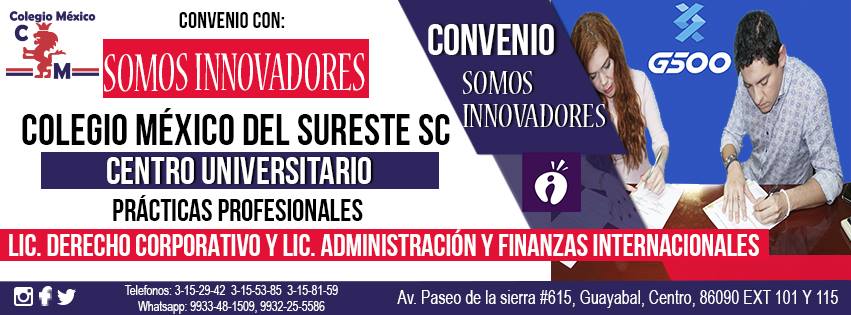 Colegio México
C
M
CONVENIO CON:
SOMOS INNOVADORES
COLEGIO MÉXICO DEL SURESTE SC
CENTRO UNIVERSITARIO
PRÁCTICAS PROFESIONALES
LIC. DERECHO CORPORATIVO Y LIC. ADMINISTRACIÓN Y FINANZAS INTERNACIONALES
CONVENIO
SOMOS
INNOVADORES
i
G500
Telefonos: 3-15-29-42 3-15-53-85 3-15-81-59
Whatsapp: 9933-48-1509, 9932-25-5586
Av. Paseo de la sierra #615, Guayabal, Centro, 86090 EXT 101 Y 115